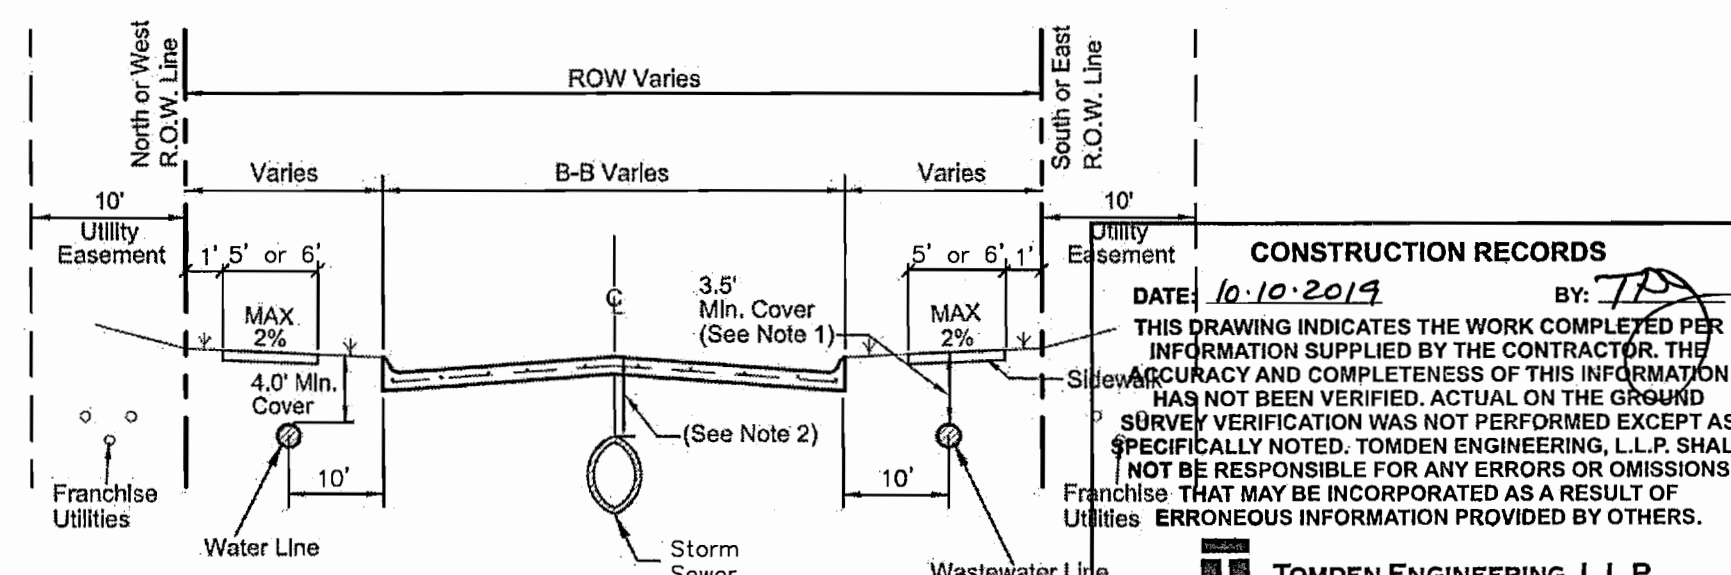 North or West
R.O.W. Line
ROW Varies
South or East
R.O.W. Line
Varies
B-B Varies
Varies
10'
Utility
Easement
10'
Utility
Easement
1'
5' or 6'
5' or 6'
1'
MAX
2%
3.5'
Min. Cover
(See Note 1)
MAX
2%
℄
4.0' Min.
Cover
Sidewalk
(See Note 2)
10'
10'
Franchise
Utilities
Franchise
Utilities
Water Line
Storm
Sewer
Wastewater Line
CONSTRUCTION RECORDS
DATE: 10·10·2019
BY:
THIS DRAWING INDICATES THE WORK COMPLETED PER
INFORMATION SUPPLIED BY THE CONTRACTOR. THE
ACCURACY AND COMPLETENESS OF THIS INFORMATION
HAS NOT BEEN VERIFIED. ACTUAL ON THE GROUND
SURVEY VERIFICATION WAS NOT PERFORMED EXCEPT AS
SPECIFICALLY NOTED. TOMDEN ENGINEERING, L.L.P. SHAL
NOT BE RESPONSIBLE FOR ANY ERRORS OR OMISSIONS
THAT MAY BE INCORPORATED AS A RESULT OF
ERRONEOUS INFORMATION PROVIDED BY OTHERS.
TOMDEN ENGINEERING, L.L.P.